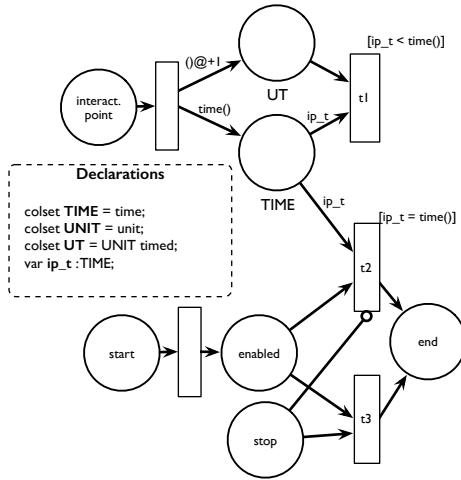 [ip_t < time()]
()@+1
interact.
point
UT
t1
time()
ip_t
Declarations
TIME
ip_t
colset TIME = time;
colset UNIT = unit;
colset UT = UNIT timed;
var ip_t :TIME;
[ip_t = time()]
t2
start
enabled
end
stop
t3